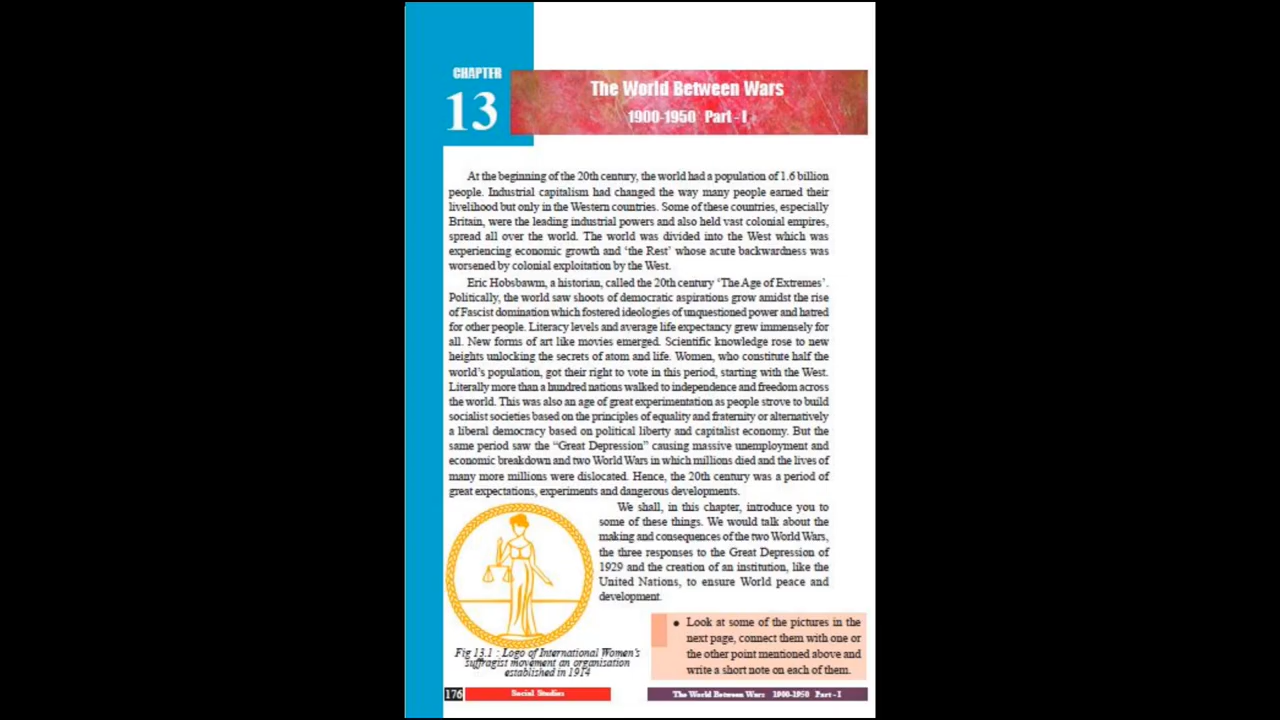 CHAPTER
13
The World Between Wars
1900-1950 Part - I
At the beginning of the 20th century, the world had a population of 1.6 billion
people. Industrial capitalism had changed the way many people earned their
livelihood but only in the Western countries. Some of these countries, especially
Britain, were the leading industrial powers and also held vast colonial empires,
spread all over the world. The world was divided into the West which was
experiencing economic growth and ‘the Rest’ whose acute backwardness was
worsened by colonial exploitation by the West.
Eric Hobsbawm, a historian, called the 20th century ‘The Age of Extremes’.
Politically, the world saw shoots of democratic aspirations grow amidst the rise
of Fascist domination which fostered ideologies of unquestioned power and hatred
for other people. Literacy levels and average life expectancy grew immensely for
all. New forms of art like movies emerged. Scientific knowledge rose to new
heights unlocking the secrets of atom and life. Women, who constitute half the
world’s population, got their right to vote in this period, starting with the West.
Literally more than a hundred nations walked to independence and freedom across
the world. This was also an age of great experimentation as people strove to build
socialist societies based on the principles of equality and fraternity or alternatively
a liberal democracy based on political liberty and capitalist economy. But the
same period saw the “Great Depression” causing massive unemployment and
economic breakdown and two World Wars in which millions died and the lives of
many more millions were dislocated. Hence, the 20th century was a period of
great expectations, experiments and dangerous developments.
We shall, in this chapter, introduce you to
some of these things. We would talk about the
making and consequences of the two World Wars,
the three responses to the Great Depression of
1929 and the creation of an institution, like the
United Nations, to ensure World peace and
development.
Fig 13.1 : Logo of International Women’s
suffragist movement an organisation
established in 1914
• Look at some of the pictures in the
next page, connect them with one or
the other point mentioned above and
write a short note on each of them.
176 Social Studies
The World Between Wars 1900-1950 Part - I